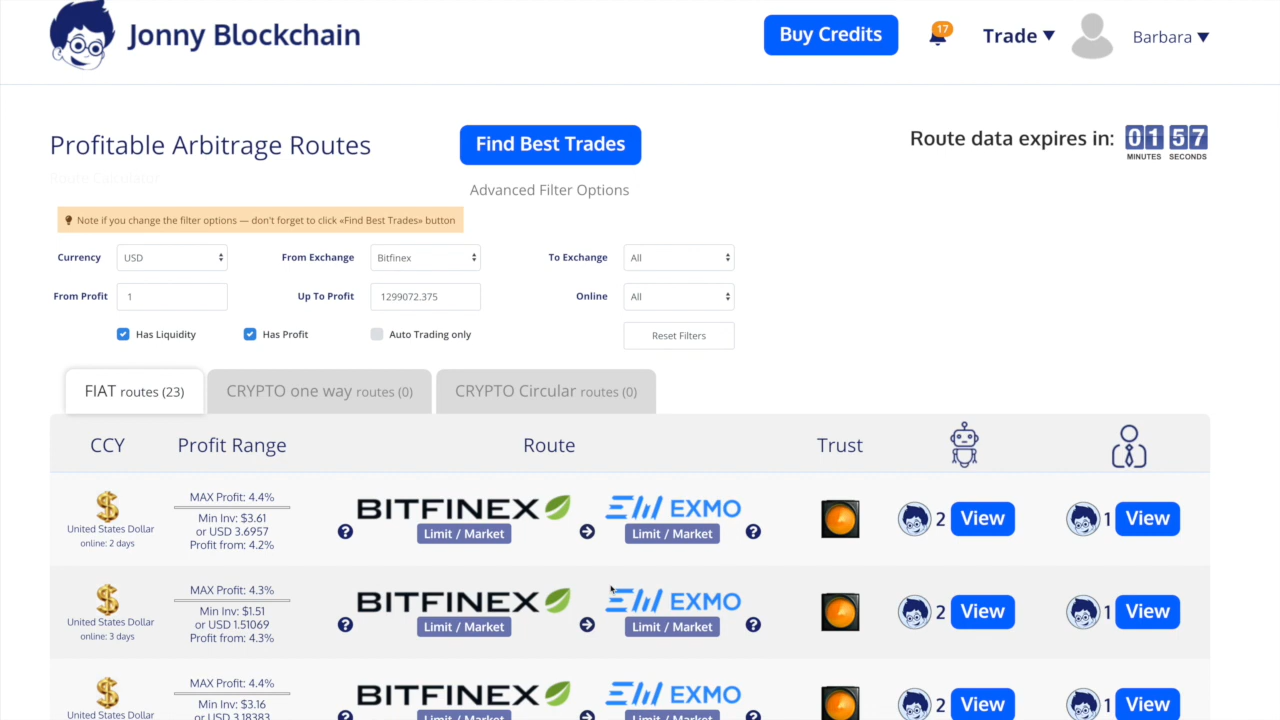 Jonny Blockchain
Buy Credits
17
Trade
Barbara
Profitable Arbitrage Routes
Find Best Trades
Route data expires in:
01 57
MINUTES SECONDS
Route Calculator
Advanced Filter Options
Note if you change the filter options — don't forget to click «Find Best Trades» button
Currency USD From Exchange Bitfinex To Exchange All
From Profit 1 Up To Profit 1299072.375 Online All
Has Liquidity Has Profit Auto Trading only Reset Filters
FIAT routes (23) CRYPTO one way routes (0) CRYPTO Circular routes (0)
CCY Profit Range Route Trust
United States Dollar
online: 2 days
MAX Profit: 4.4%
Min Inv: $3.61
or USD 3.6957
Profit from: 4.2%
BITFINEX EXMO
Limit / Market Limit / Market
2 View 1 View
United States Dollar
online: 3 days
MAX Profit: 4.3%
Min Inv: $1.51
or USD 1.51069
Profit from: 4.3%
BITFINEX EXMO
Limit / Market Limit / Market
2 View 1 View
United States Dollar
MAX Profit: 4.4%
Min Inv: $3.16
or USD 3.18383
BITFINEX EXMO
Limit / Market Limit / Market
2 View 1 View